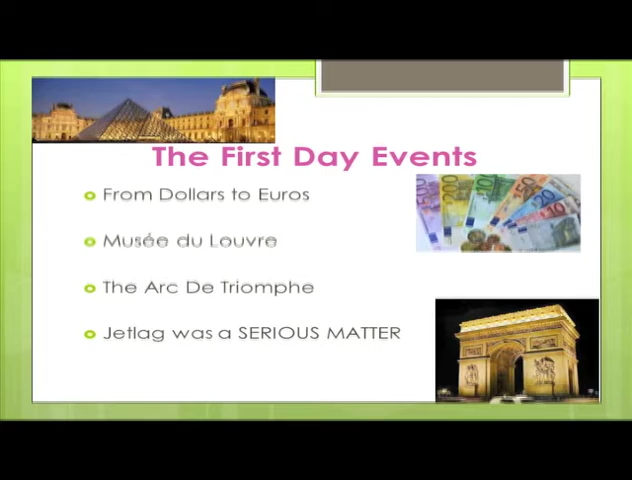 The First Day Events
From Dollars to Euros
Musée du Louvre
The Arc De Triomphe
Jetlag was a SERIOUS MATTER